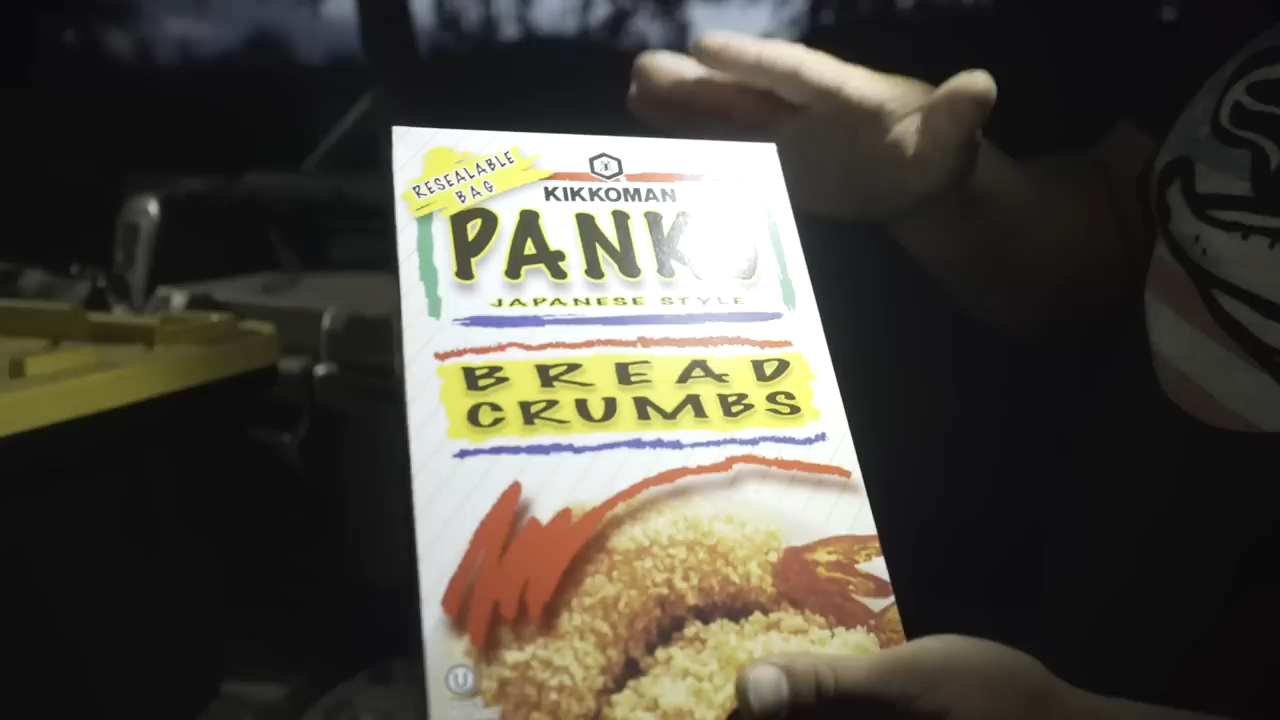 RESEALABLE
BAG
KIKKOMAN
PANKO
JAPANESE STYLE
BREAD
CRUMBS
U